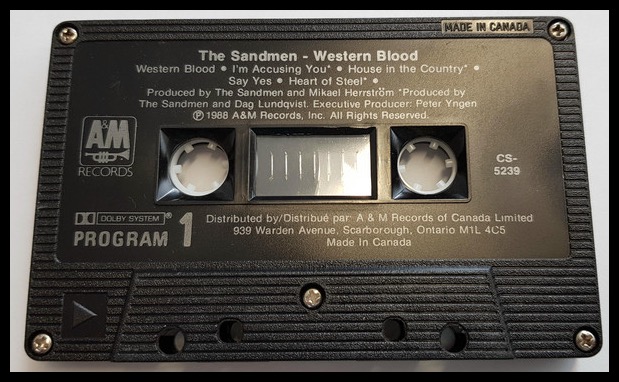 MADE IN CANADA
The Sandmen - Western Blood
Western Blood • I'm Accusing You* • House in the Country* •
Say Yes • Heart of Steel* •
Produced by The Sandmen and Mikael Herrström *Produced by
The Sandmen and Dag Lundqvist. Executive Producer: Peter Yngen
℗ 1988 A&M Records, Inc. All Rights Reserved.
A&M
RECORDS
CS-
5239
DOLBY SYSTEM®
PROGRAM 1
Distributed by/Distribué par A & M Records of Canada Limited
939 Warden Avenue, Scarborough, Ontario M1L 4C5
Made In Canada